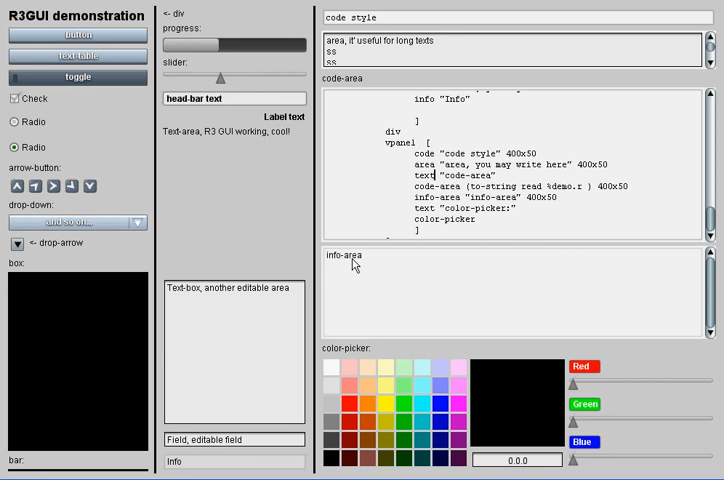 R3GUI demonstration
button
text-table
toggle
Check
Radio
Radio
arrow-button:
drop-down:
and so on...
<- drop-arrow
box:
bar:
<- div
progress:
slider:
head-bar text
Label text
Text-area, R3 GUI working, cool!
Text-box, another editable area
Field, editable field
Info
code style
area, it' useful for long texts
ss
ss
code-area
info "Info"
]
div
vpanel [
code "code style" 400x50
area "area, you may write here" 400x50
text "code-area"
code-area (to-string read %demo.r ) 400x50
info-area "info-area" 400x50
text "color-picker:"
color-picker
]
info-area
color-picker:
Red
Green
Blue
0.0.0